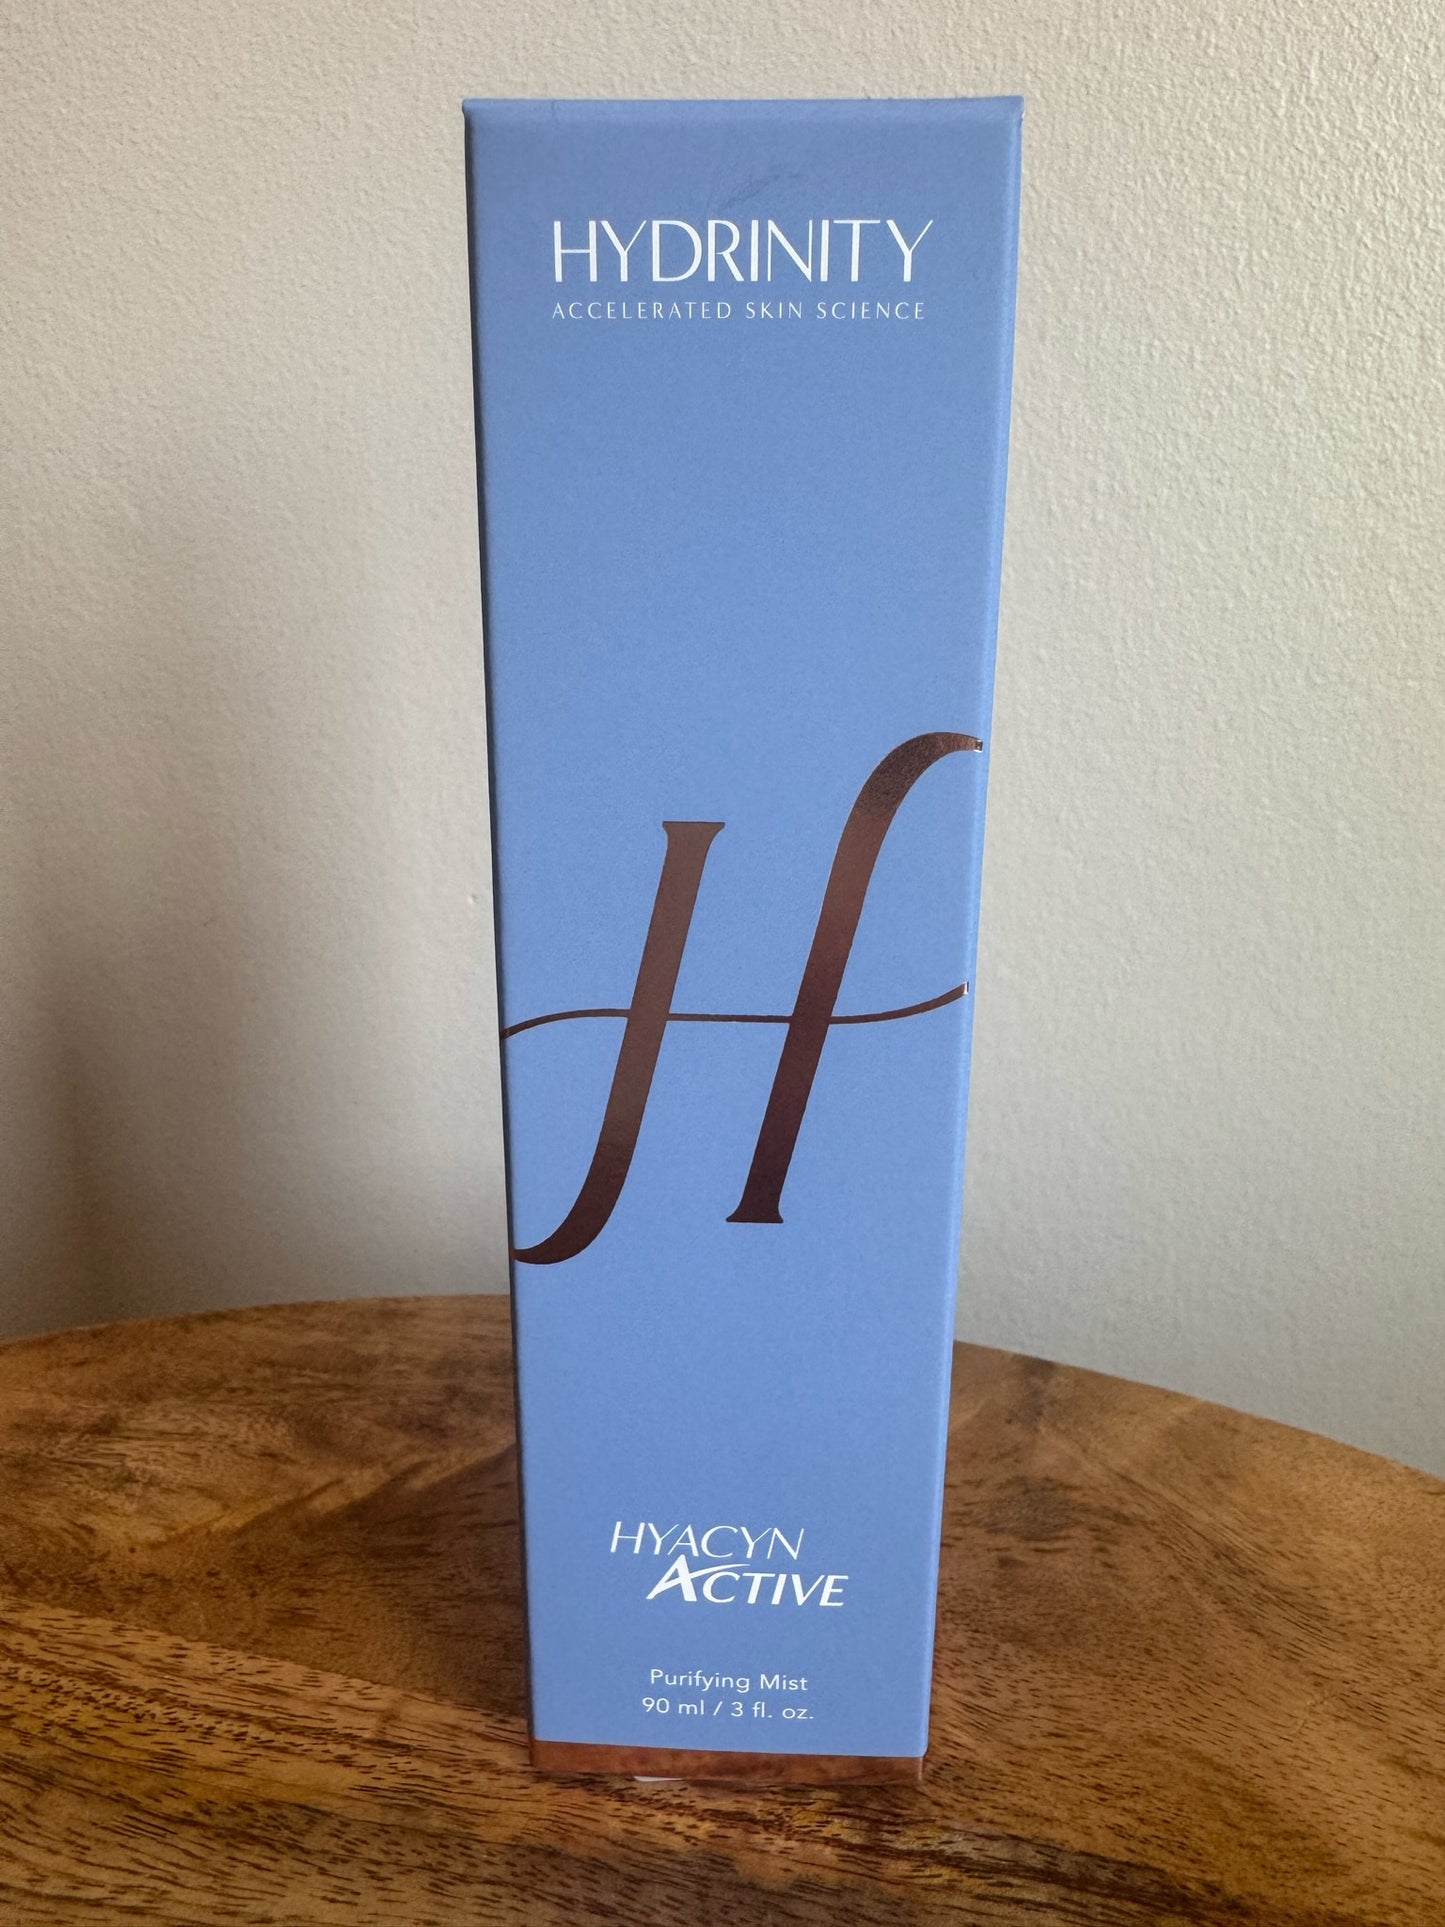 HYDRINITY
ACCELERATED SKIN SCIENCE
H
HYACYN
ACTIVE
Purifying Mist
90 ml / 3 fl. oz.